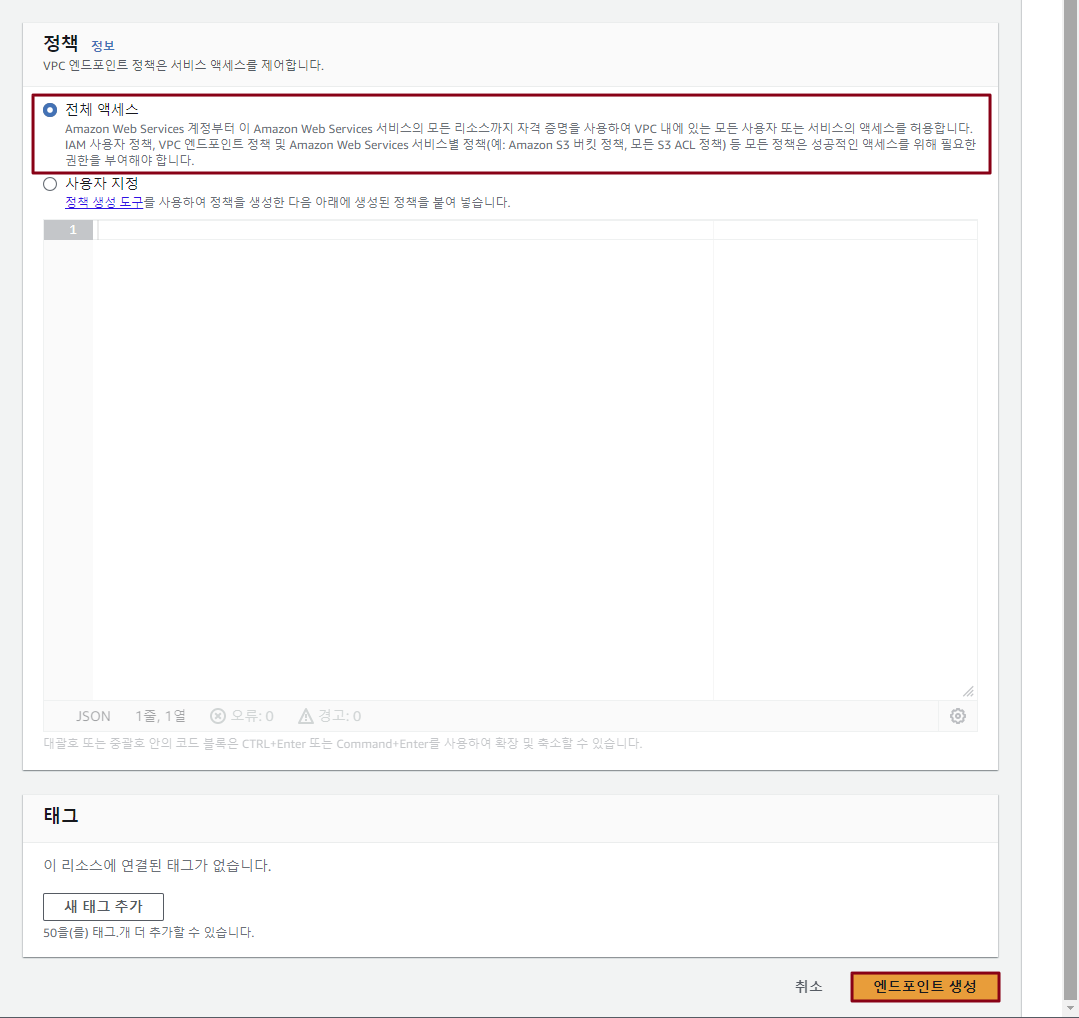 정책 정보
VPC 엔드포인트 정책은 서비스 액세스를 제어합니다.
전체 액세스
Amazon Web Services 계정부터 이 Amazon Web Services 서비스의 모든 리소스까지 자격 증명을 사용하여 VPC 내에 있는 모든 사용자 또는 서비스의 액세스를 허용합니다.
IAM 사용자 정책, VPC 엔드포인트 정책 및 Amazon Web Services 서비스별 정책(예: Amazon S3 버킷 정책, 모든 S3 ACL 정책) 등 모든 정책은 성공적인 액세스를 위해 필요한
권한을 부여해야 합니다.
사용자 지정
정책 생성 도구를 사용하여 정책을 생성한 다음 아래에 생성된 정책을 붙여 넣습니다.
1
JSON 1줄, 1열 오류: 0 경고: 0
대괄호 또는 중괄호 안의 코드 블록은 CTRL+Enter 또는 Command+Enter를 사용하여 확장 및 축소할 수 있습니다.
태그
이 리소스에 연결된 태그가 없습니다.
새 태그 추가
50을(를) 태그.개 더 추가할 수 있습니다.
취소 엔드포인트 생성